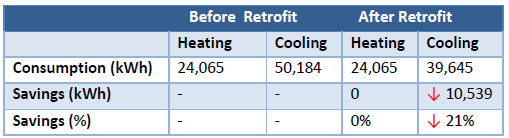 Before Retrofit After Retrofit
Heating Cooling Heating Cooling
Consumption (kWh) 24,065 50,184 24,065 39,645
Savings (kWh) - - 0 ↓ 10,539
Savings (%) - - 0% ↓ 21%